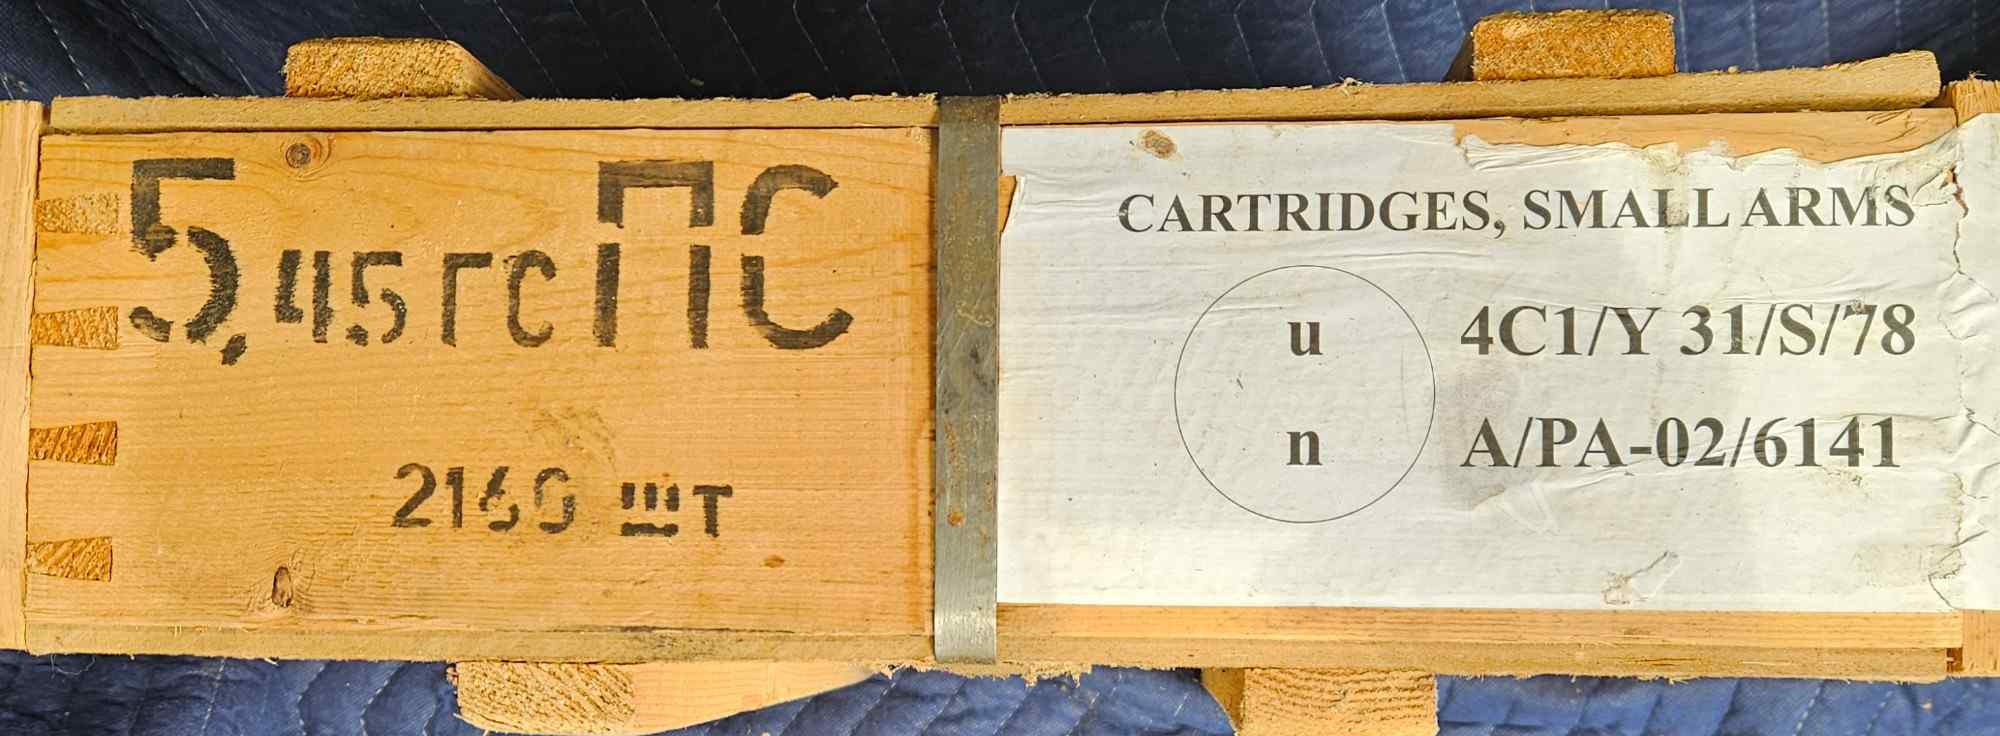 5,45 гс ПС
2160 шт
CARTRIDGES, SMALL ARMS
u
n
4C1/Y 31/S/78
A/PA-02/6141